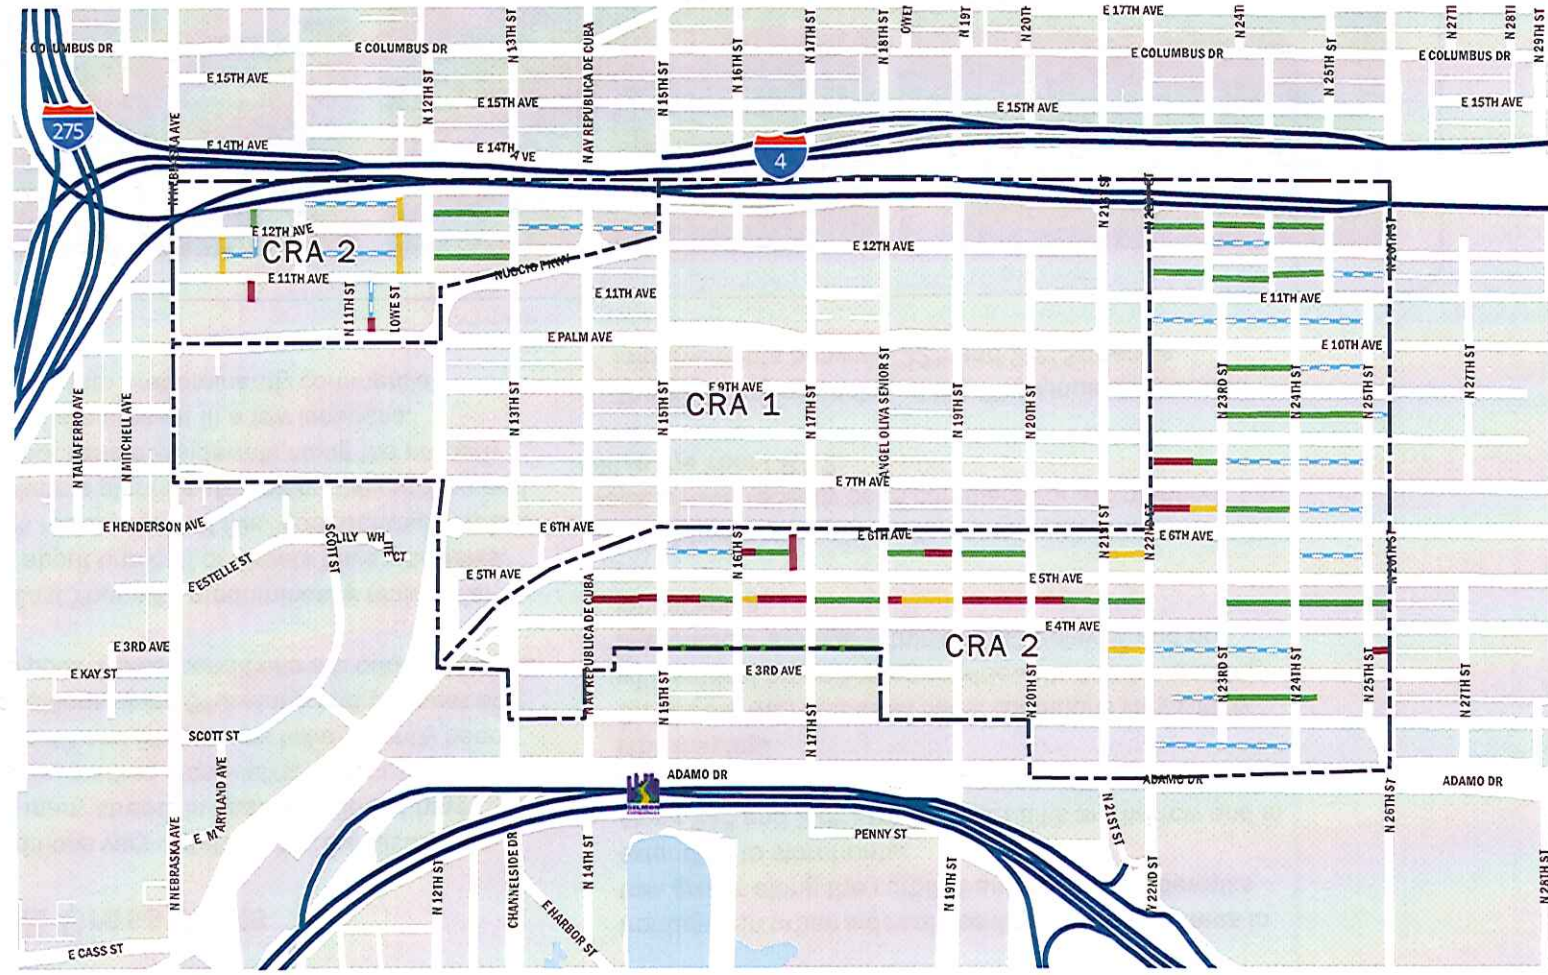 E COLUMBUS DR
E COLUMBUS DR
N 13TH ST
NAV REPUBLICA DE CUBA
N 16TH ST
N 17TH ST
N 18TH ST
E 17TH AVE
E COLUMBUS DR
N 25TH ST
E COLUMBUS DR
N 29TH ST
E 15TH AVE
N 12TH ST
E 15TH AVE
N 15TH ST
E 15TH AVE
E 15TH AVE
275
N NEBRASKA AVE
E 14TH AVE
E 14TH AVE
4
N 21ST ST
E 12TH AVE
CRA 2
E 11TH AVE
N 11TH ST
LOWE ST
NUCCIO PKWY
E 11TH AVE
E 12TH AVE
E 11TH AVE
E PALM AVE
E 10TH AVE
N TALIAFERRO AVE
N MITCHELL AVE
N 13TH ST
N 15TH ST
E 9TH AVE
CRA 1
N 17TH ST
ANGEL OLIVA SENIOR ST
N 19TH ST
N 20TH ST
N 23RD ST
N 24TH ST
N 25TH ST
N 27TH ST
E 7TH AVE
E HENDERSON AVE
SCOTT ST
LILY WHITE CT
E 6TH AVE
N 16TH ST
E 6TH AVE
N 21ST ST
N 22ND ST
E 6TH AVE
N 26TH ST
E ESTELLE ST
E 5TH AVE
NAV REPUBLICA DE CUBA
E 5TH AVE
E 4TH AVE
CRA 2
E 3RD AVE
E KAY ST
E 3RD AVE
N 15TH ST
N 17TH ST
N 20TH ST
N 23RD ST
N 24TH ST
N 25TH ST
N 27TH ST
SCOTT ST
E MARYLAND AVE
ADAMO DR
ADAMO DR
ADAMO DR
N NEBRASKA AVE
N 12TH ST
CHANNELSIDE DR
N 14TH ST
E HARBOR ST
PENNY ST
N 19TH ST
N 21ST ST
N 22ND ST
N 26TH ST
N 28TH ST
E CASS ST